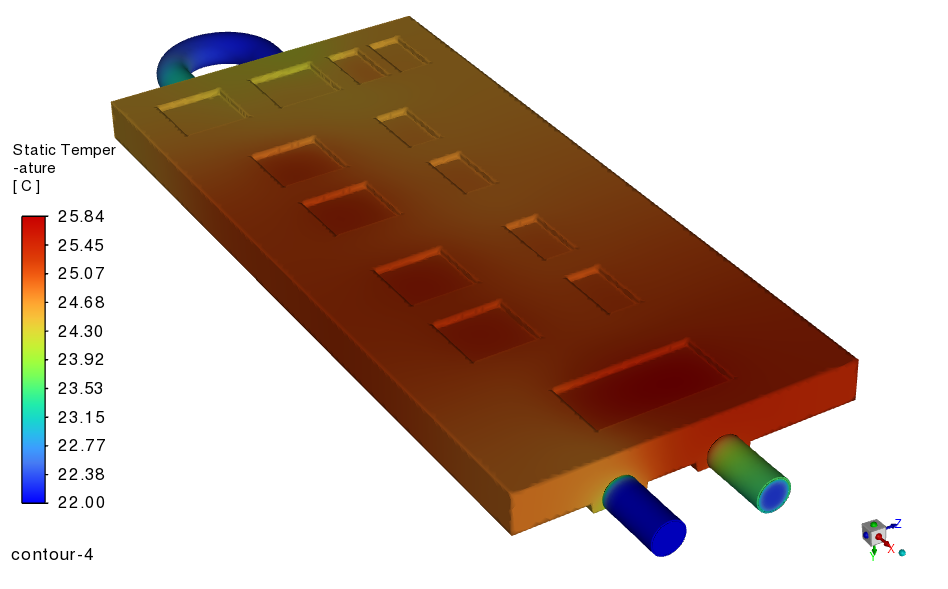 Static Temper
-ature
[ C ]
25.84
25.45
25.07
24.68
24.30
23.92
23.53
23.15
22.77
22.38
22.00
contour-4
Z
X
Y